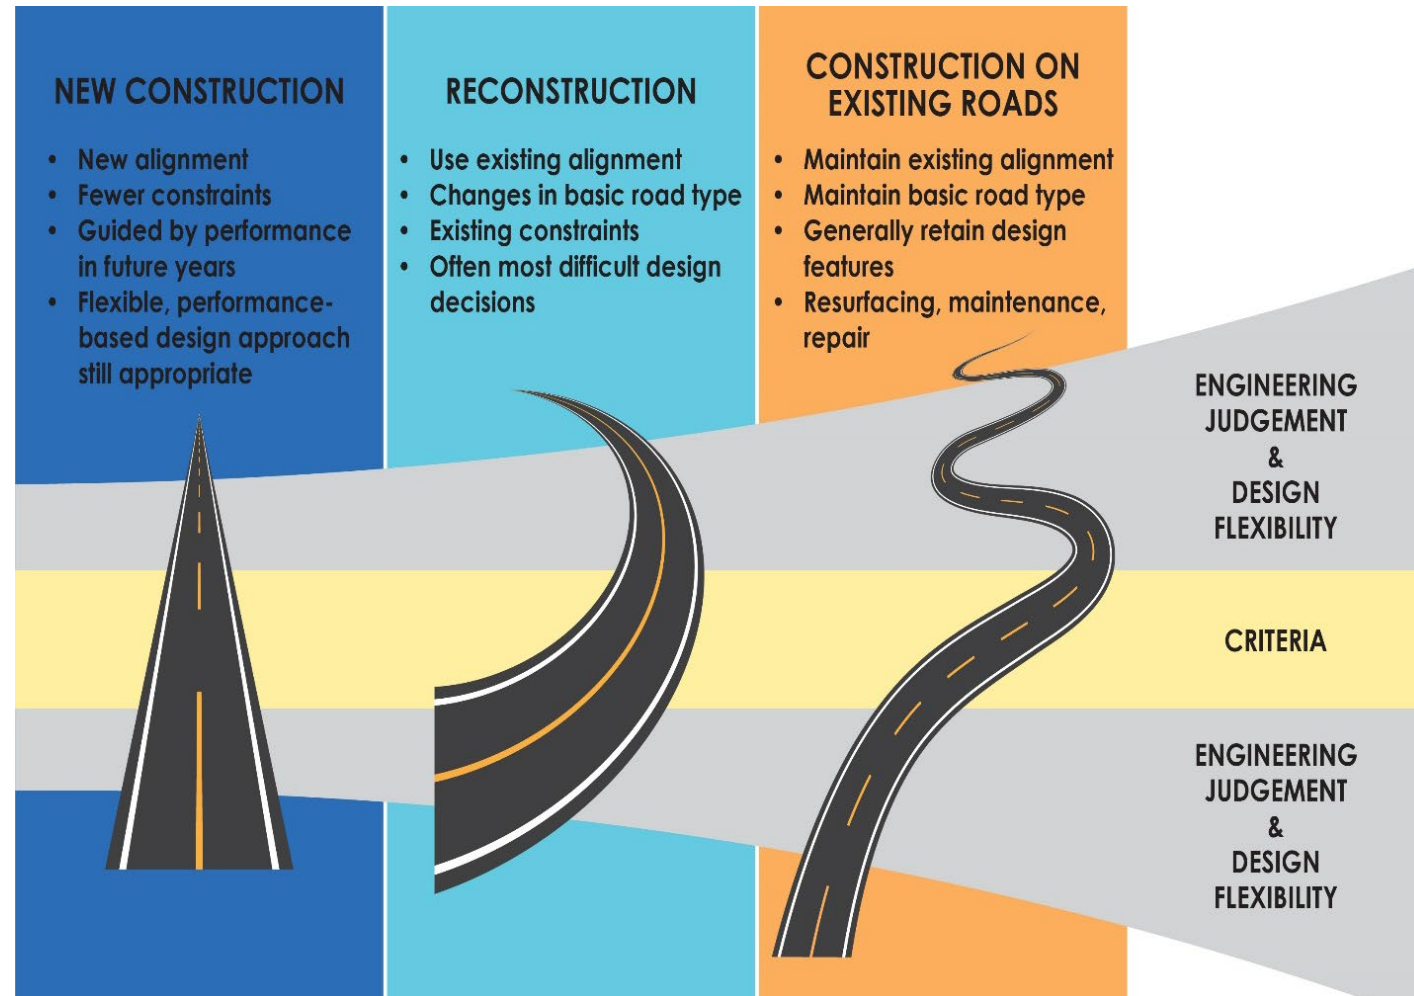 NEW CONSTRUCTION
• New alignment
• Fewer constraints
• Guided by performance
in future years
• Flexible, performance-
based design approach
still appropriate
RECONSTRUCTION
• Use existing alignment
• Changes in basic road type
• Existing constraints
• Often most difficult design
decisions
CONSTRUCTION ON
EXISTING ROADS
• Maintain existing alignment
• Maintain basic road type
• Generally retain design
features
• Resurfacing, maintenance,
repair
ENGINEERING
JUDGEMENT
&
DESIGN
FLEXIBILITY
CRITERIA
ENGINEERING
JUDGEMENT
&
DESIGN
FLEXIBILITY